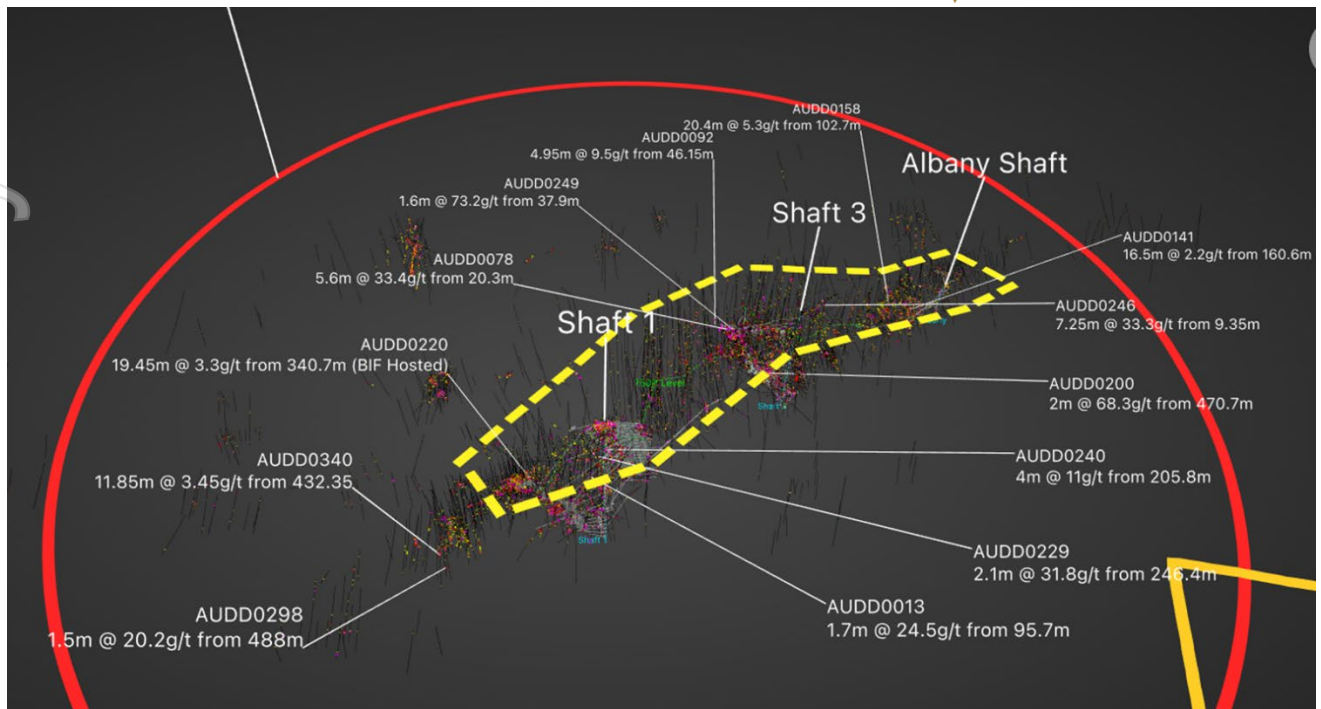 AUDD0158
20.4m @ 5.3g/t from 102.7m
AUDD0092
4.95m @ 9.5g/t from 46.15m
Albany Shaft
AUDD0249
1.6m @ 73.2g/t from 37.9m
Shaft 3
AUDD0141
16.5m @ 2.2g/t from 160.6m
AUDD0078
5.6m @ 33.4g/t from 20.3m
AUDD0246
7.25m @ 33.3g/t from 9.35m
Shaft 1
AUDD0220
19.45m @ 3.3g/t from 340.7m (BIF Hosted)
AUDD0200
2m @ 68.3g/t from 470.7m
AUDD0340
11.85m @ 3.45g/t from 432.35
AUDD0240
4m @ 11g/t from 205.8m
Shaft 1
AUDD0229
2.1m @ 31.8g/t from 246.4m
AUDD0298
1.5m @ 20.2g/t from 488m
AUDD0013
1.7m @ 24.5g/t from 95.7m